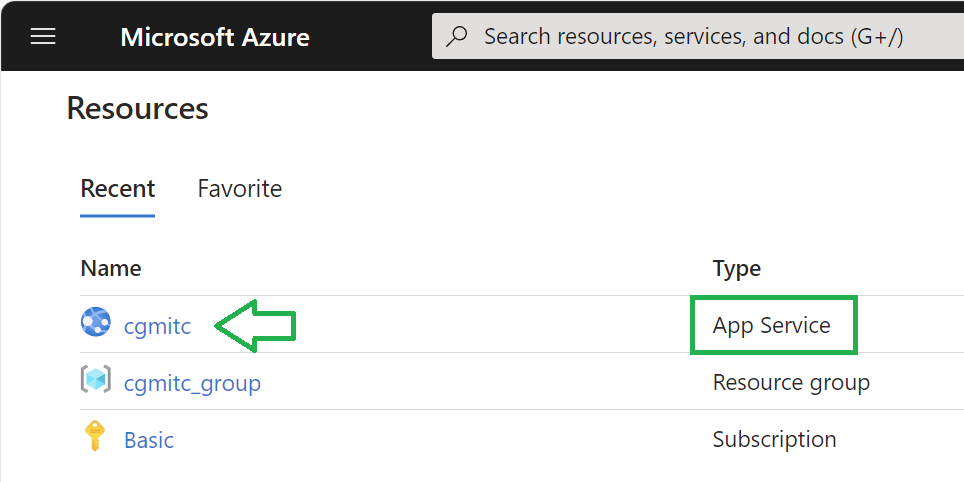 Microsoft Azure Search resources, services, and docs (G+/)
Resources
Recent Favorite
Name Type
cgmitc App Service
cgmitc_group Resource group
Basic Subscription